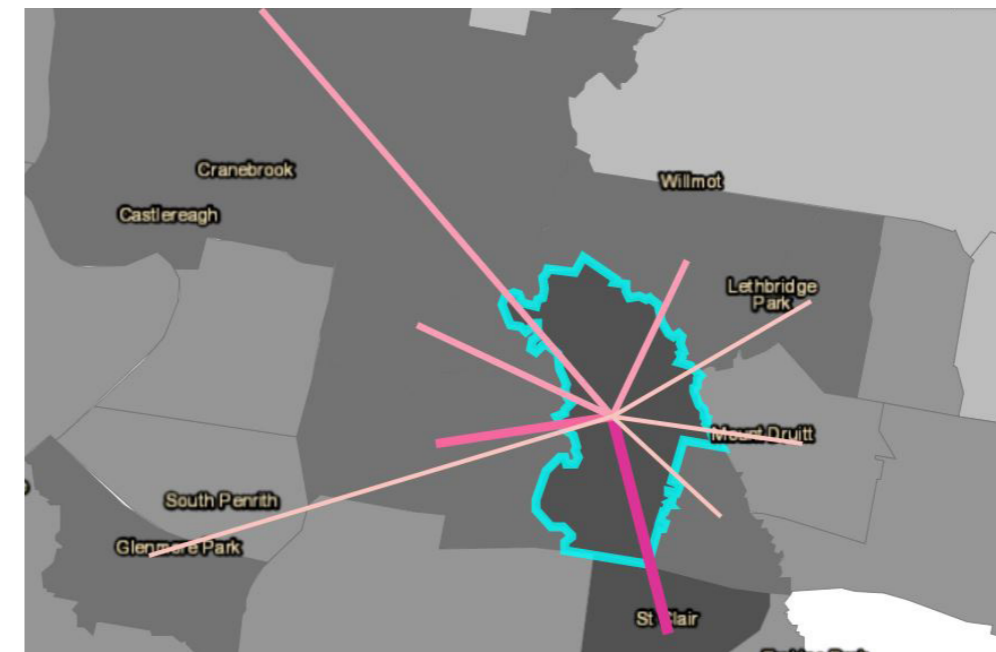 Cranebrook
Willmot
Castlereagh
Lethbridge
Park
Mount Druitt
South Penrith
Glenmore Park
St Clair